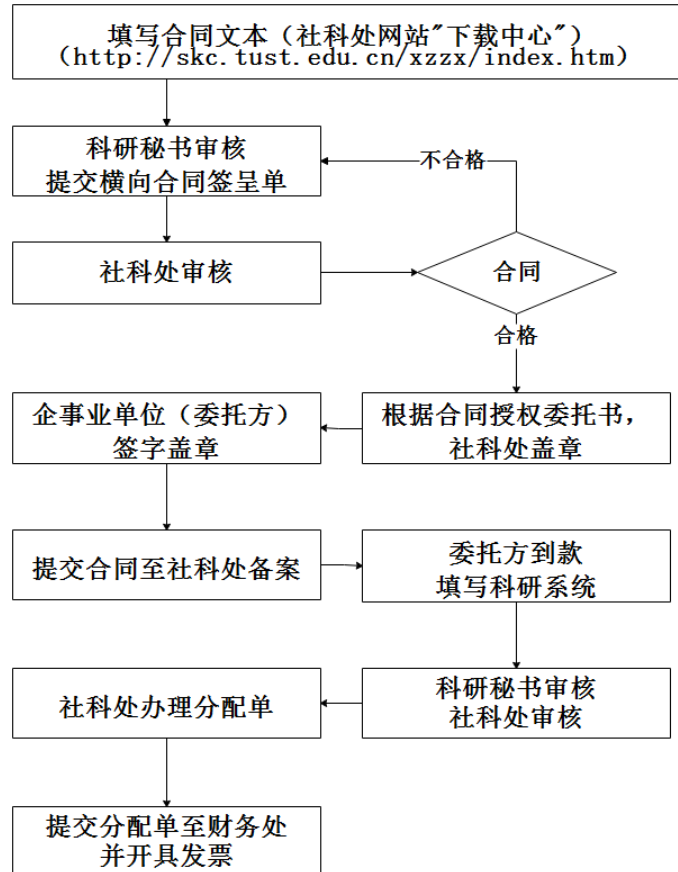 填写合同文本（社科处网站"下载中心"）
（http://skc.tust.edu.cn/xzzx/index.htm）
科研秘书审核
提交横向合同签呈单
不合格
社科处审核
合同
合格
企事业单位（委托方）
签字盖章
根据合同授权委托书，
社科处盖章
提交合同至社科处备案
委托方到款
填写科研系统
社科处办理分配单
科研秘书审核
社科处审核
提交分配单至财务处
并开具发票